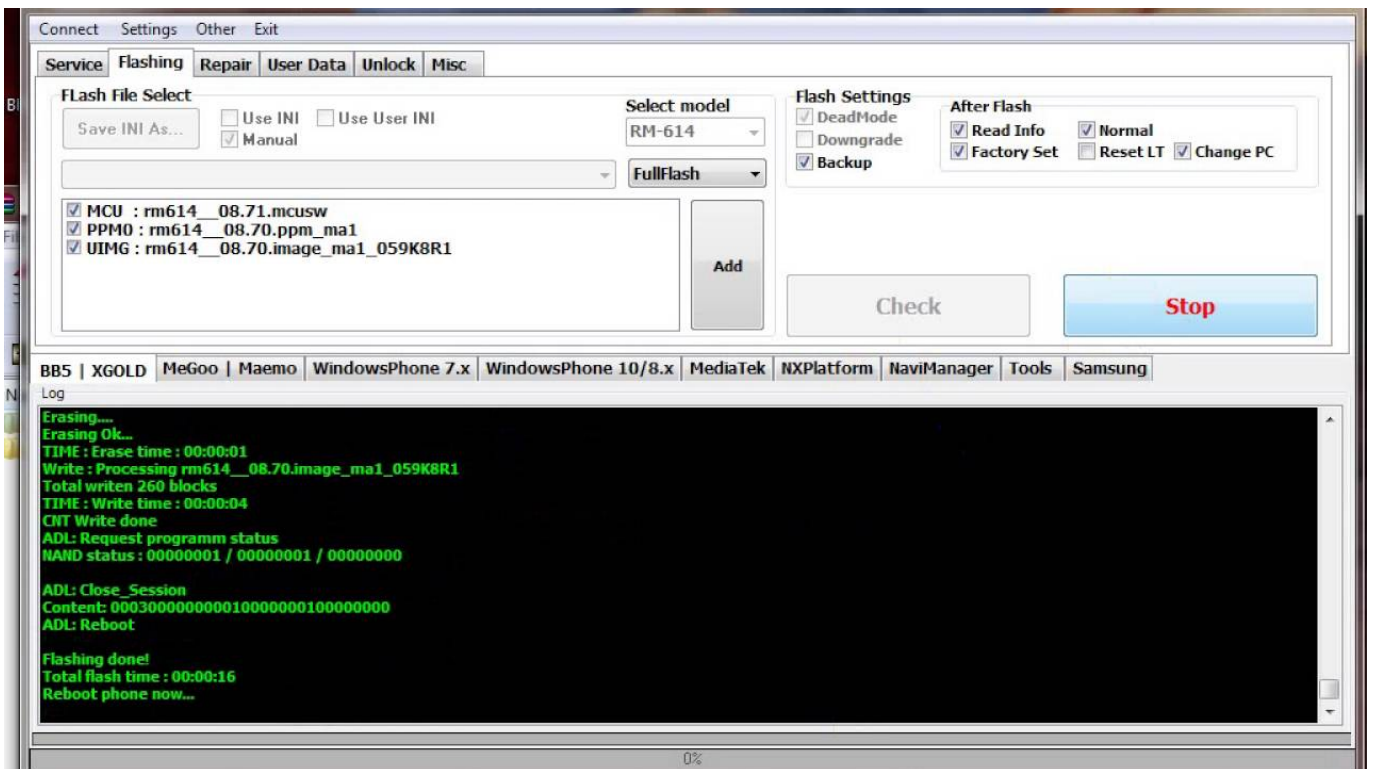 Connect Settings Other Exit
Service Flashing Repair User Data Unlock Misc
FLash File Select
Save INI As...
Use INI Use User INI
Manual
Select model
RM-614
FullFlash
Flash Settings
DeadMode
Downgrade
Backup
After Flash
Read Info Normal
Factory Set Reset LT Change PC
MCU : rm614__08.71.mcusw
PPM0 : rm614__08.70.ppm_ma1
UIMG : rm614__08.70.image_ma1_059K8R1
Add
Check
Stop
BB5 | XGOLD MeGoo | Maemo WindowsPhone 7.x WindowsPhone 10/8.x MediaTek NXPlatform NaviManager Tools Samsung
Log
Erasing....
Erasing Ok...
TIME : Erase time : 00:00:01
Write : Processing rm614__08.70.image_ma1_059K8R1
Total writen 260 blocks
TIME : Write time : 00:00:04
CNT Write done
ADL: Request programm status
NAND status : 00000001 / 00000001 / 00000000
ADL: Close_Session
ADL: Reboot
Flashing done!
Total flash time : 00:00:16
Reboot phone now...
0%